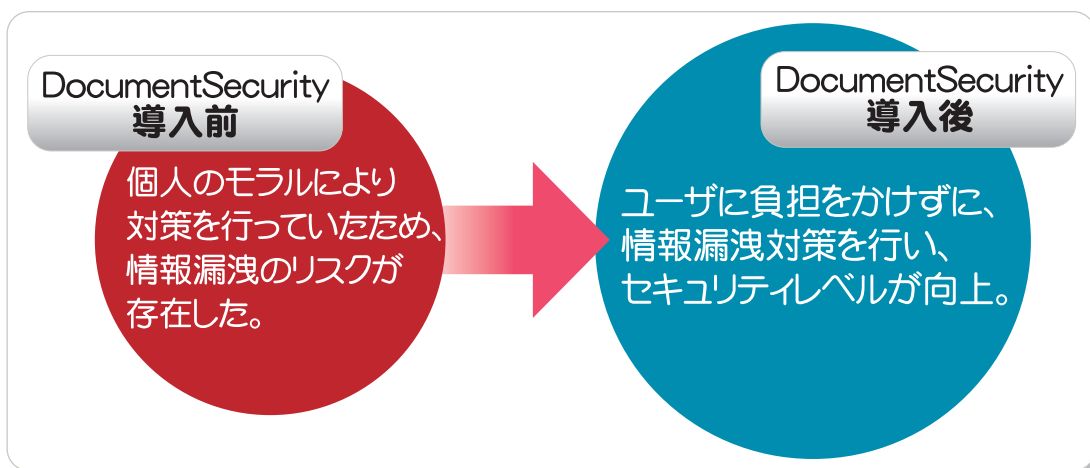 DocumentSecurity
導入前
個人のモラルにより
対策を行っていたため、
情報漏洩のリスクが
存在した。
DocumentSecurity
導入後
ユーザに負担をかけずに、
情報漏洩対策を行い、
セキュリティレベルが向上。